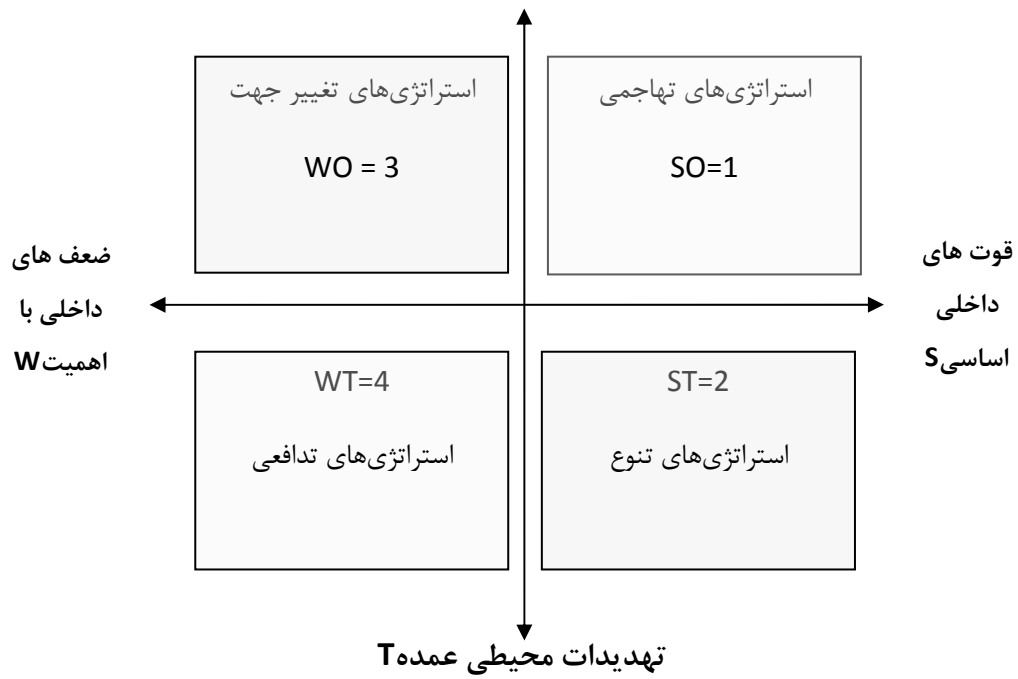 استراتژی‌های تهاجمی
SO=1
استراتژی‌های تغییر جهت
WO = 3
قوت های
داخلی
اساسیS
ضعف های
داخلی با
اهمیتW
ST=2
استراتژی‌های تنوع
WT=4
استراتژی‌های تدافعی
تهدیدات محیطی عمدهT